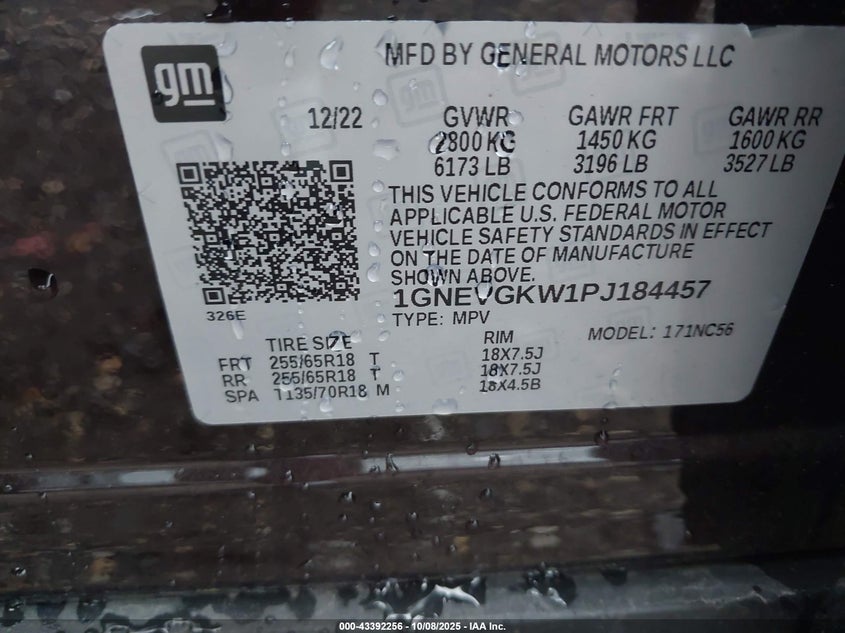 gm
MFD BY GENERAL MOTORS LLC
12/22
GVWR GAWR FRT GAWR RR
2800 KG 1450 KG 1600 KG
6173 LB 3196 LB 3527 LB
THIS VEHICLE CONFORMS TO ALL
APPLICABLE U.S. FEDERAL MOTOR
VEHICLE SAFETY STANDARDS IN EFFECT
ON THE DATE OF MANUFACTURE
SHOWN ABOVE.
326E
1GNEVGKW1PJ184457
TYPE: MPV MODEL: 171NC56
TIRE SIZE RIM
FRT 255/65R18 T 18X7.5J
RR 255/65R18 T 18X7.5J
SPA T135/70R18 M 18X4.5B
000-43392256 - 10/08/2025 - IAA Inc.